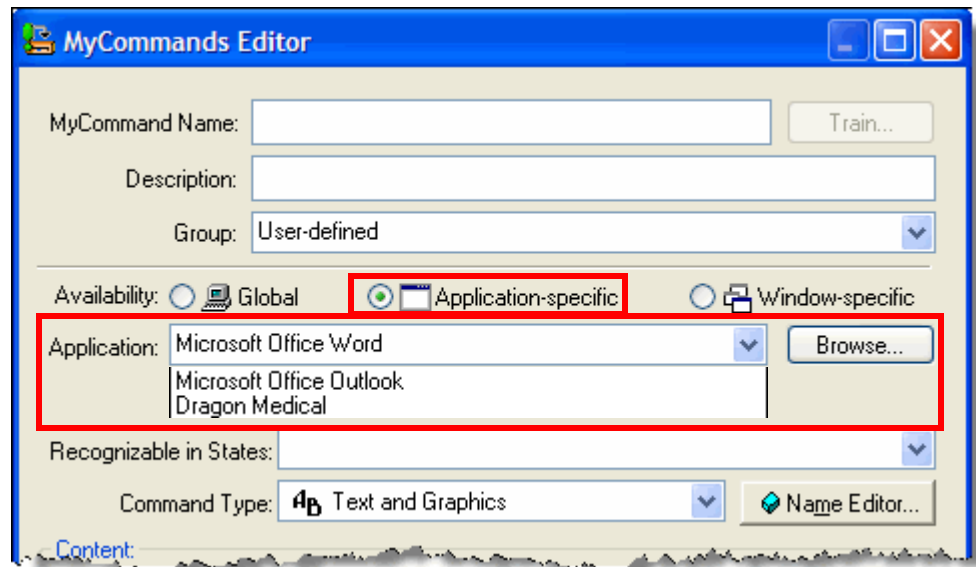 MyCommands Editor
MyCommand Name: Train...
Description:
Group: User-defined
Availability: Global Application-specific Window-specific
Application: Microsoft Office Word Browse...
Microsoft Office Outlook
Dragon Medical
Recognizable in States:
Command Type: AB Text and Graphics Name Editor...
Content: